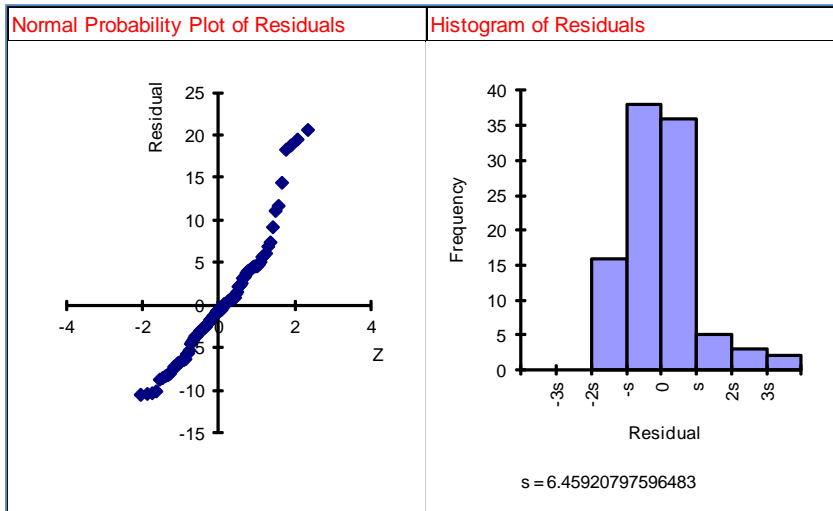 Normal Probability Plot of Residuals
Residual
25
20
15
10
5
0
-5
-10
-15
-4
-2
0
2
4
Z
Histogram of Residuals
Frequency
40
35
30
25
20
15
10
5
0
-3s
-2s
-s
0
s
2s
3s
Residual
s = 6.45920797596483